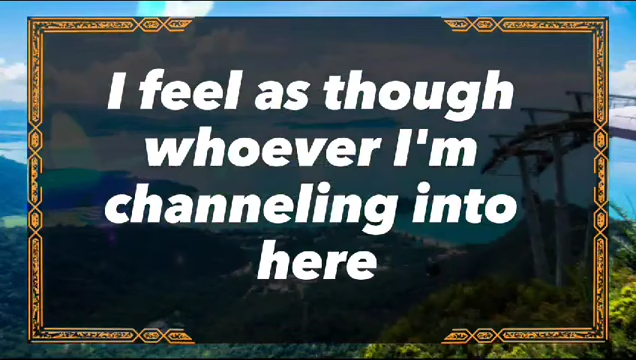 I feel as though
whoever I'm
channeling into
here